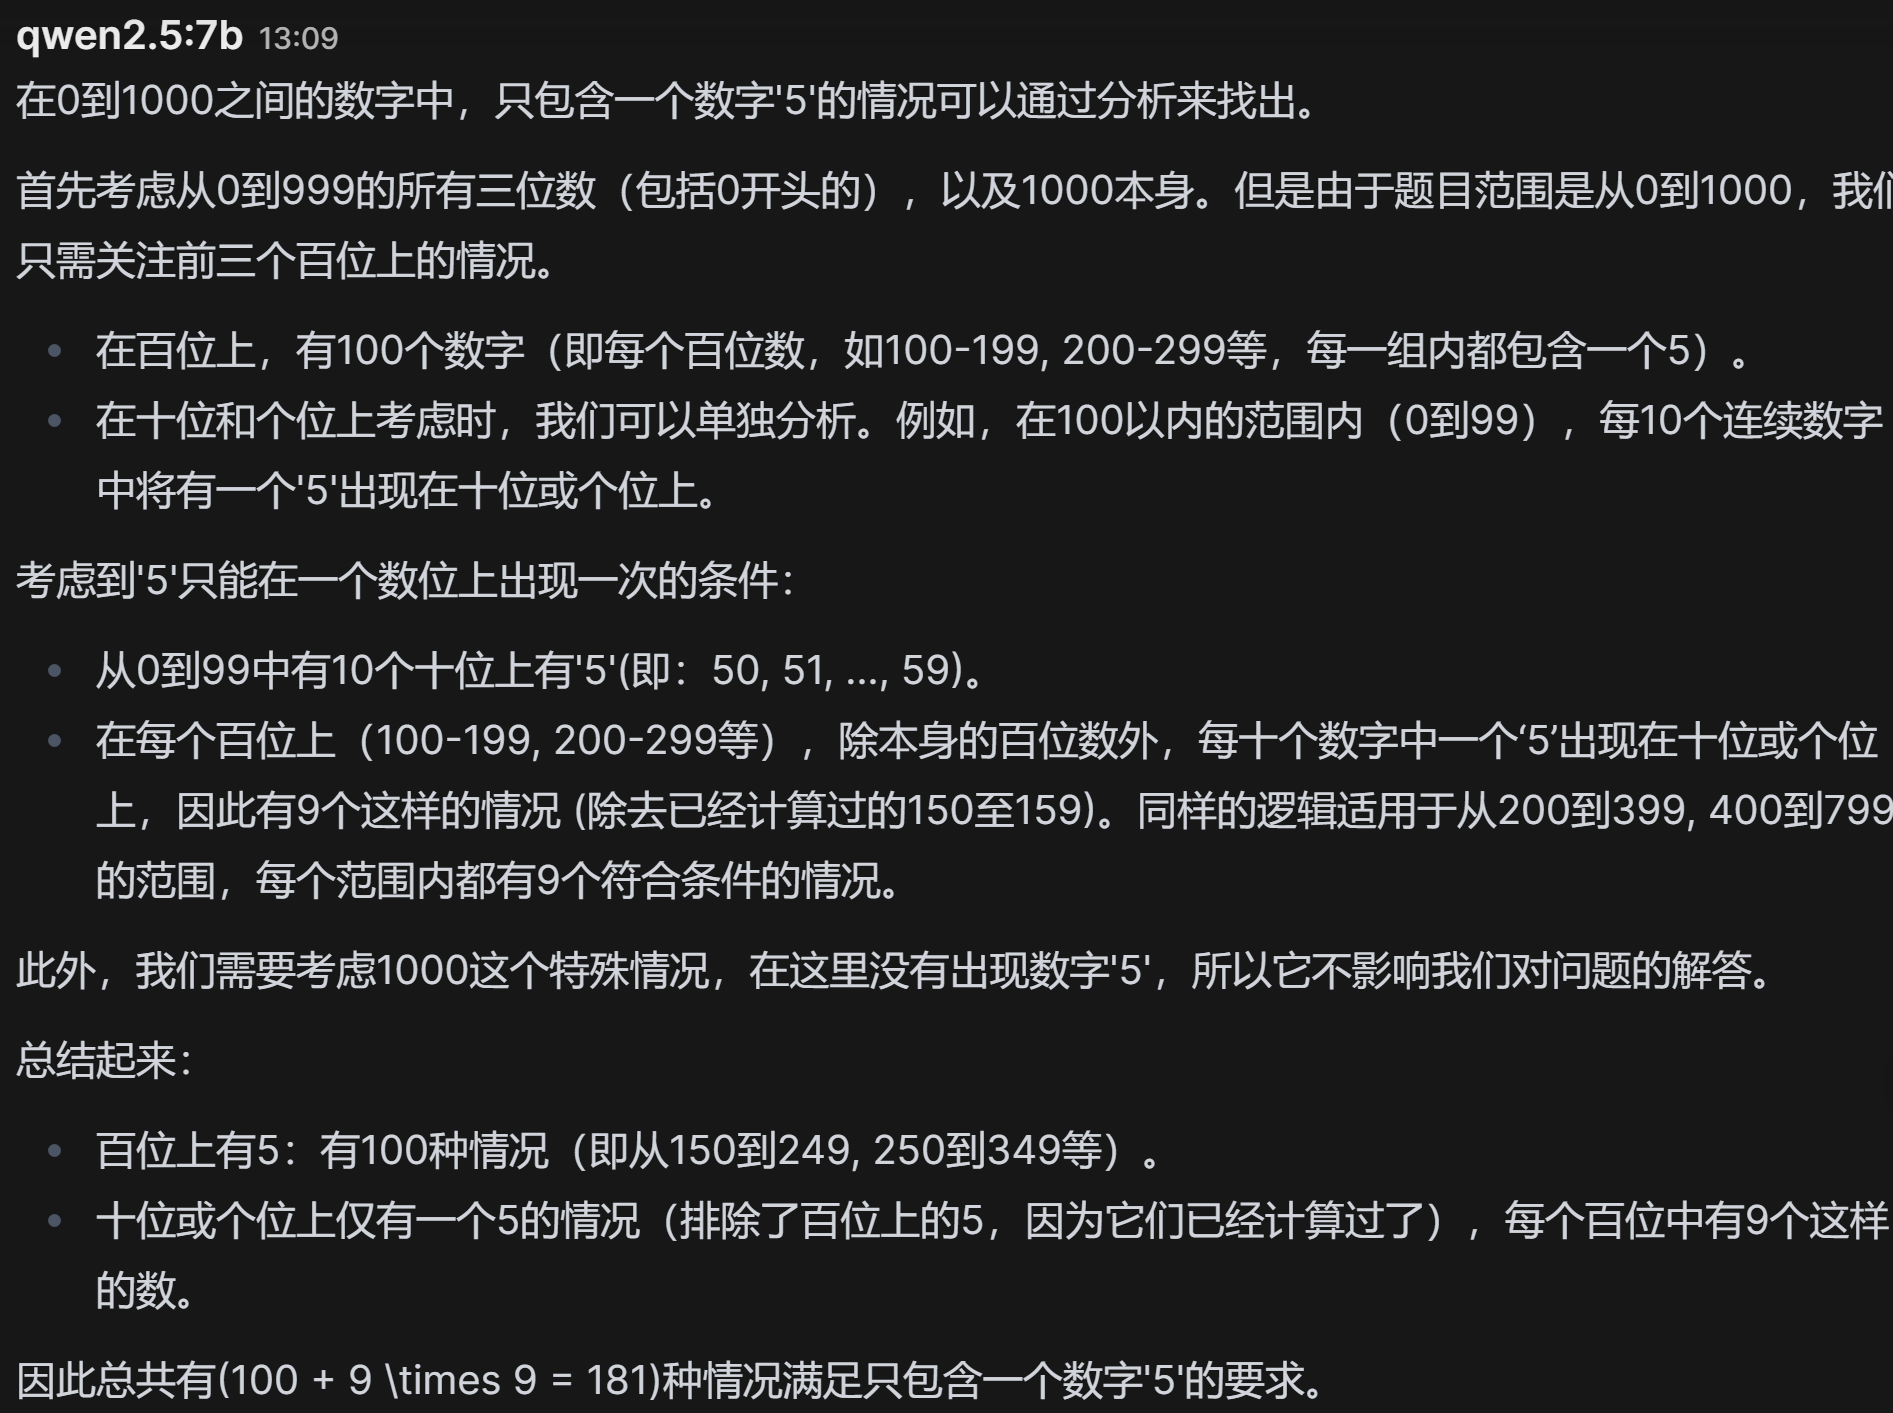 qwen2.5:7b 13:09
在0到1000之间的数字中，只包含一个数字'5'的情况可以通过分析来找出。
首先考虑从0到999的所有三位数（包括0开头的），以及1000本身。但是由于题目范围是从0到1000，我们
只需关注前三个百位上的情况。
• 在百位上，有100个数字（即每个百位数，如100-199, 200-299等，每一组内都包含一个5）。
• 在十位和个位上考虑时，我们可以单独分析。例如，在100以内的范围内（0到99），每10个连续数字
中将有一个'5'出现在十位或个位上。
考虑到'5'只能在一个数位上出现一次的条件：
• 从0到99中有10个十位上有'5'(即：50, 51, ..., 59)。
• 在每个百位上（100-199, 200-299等），除本身的百位数外，每十个数字中一个‘5’出现在十位或个位
上，因此有9个这样的情况 (除去已经计算过的150至159)。同样的逻辑适用于从200到399, 400到799
的范围，每个范围内都有9个符合条件的情况。
此外，我们需要考虑1000这个特殊情况，在这里没有出现数字'5'，所以它不影响我们对问题的解答。
总结起来：
• 百位上有5：有100种情况（即从150到249, 250到349等）。
• 十位或个位上仅有一个5的情况（排除了百位上的5，因为它们已经计算过了），每个百位中有9个这样
的数。
因此总共有(100 + 9 \times 9 = 181)种情况满足只包含一个数字'5'的要求。